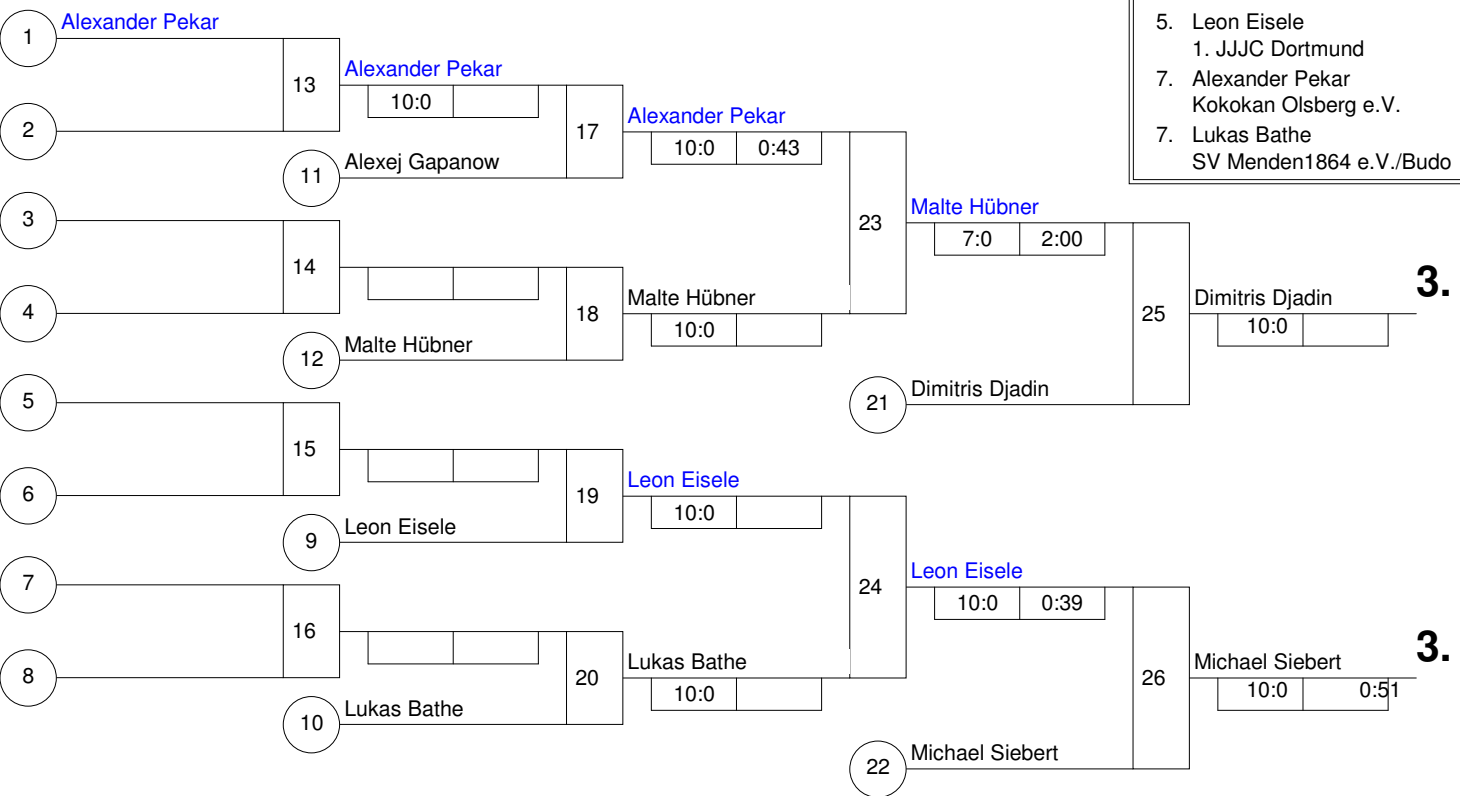 5. Leon Eisele
1. JJJC Dortmund
7. Alexander Pekar
Kokokan Olsberg e.V.
7. Lukas Bathe
SV Menden1864 e.V./Budo
1 Alexander Pekar
2
3
4
5
6
7
8
13
14
15
16
Alexander Pekar
10:0
11 Alexej Gapanow
12 Malte Hübner
9 Leon Eisele
10 Lukas Bathe
17
18
19
20
Alexander Pekar
10:0 0:43
Malte Hübner
10:0
Leon Eisele
10:0
Lukas Bathe
10:0
23
24
Malte Hübner
7:0 2:00
21 Dimitris Djadin
Leon Eisele
10:0 0:39
22 Michael Siebert
25
26
Dimitris Djadin 3.
10:0
Michael Siebert 3.
10:0 0:51